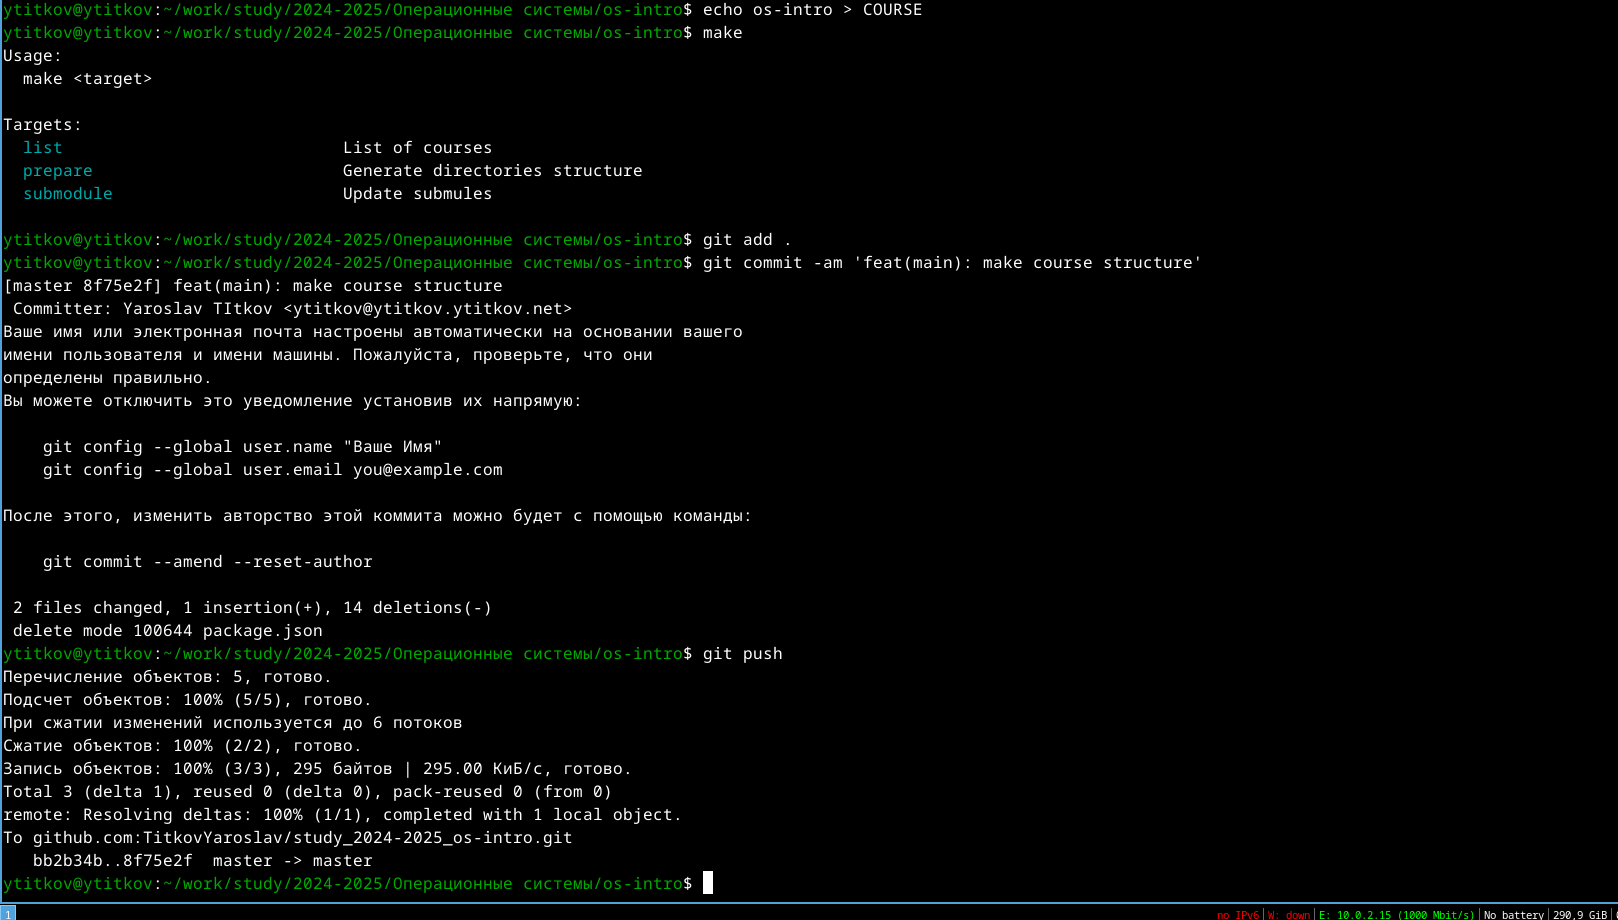 ytitkov@ytitkov:~/work/study/2024-2025/Операционные системы/os-intro$ echo os-intro > COURSE
ytitkov@ytitkov:~/work/study/2024-2025/Операционные системы/os-intro$ make
Usage:
  make <target>
Targets:
  list                            List of courses
  prepare                         Generate directories structure
  submodule                       Update submules
ytitkov@ytitkov:~/work/study/2024-2025/Операционные системы/os-intro$ git add .
ytitkov@ytitkov:~/work/study/2024-2025/Операционные системы/os-intro$ git commit -am 'feat(main): make course structure'
[master 8f75e2f] feat(main): make course structure
 Committer: Yaroslav TItkov <ytitkov@ytitkov.ytitkov.net>
Ваше имя или электронная почта настроены автоматически на основании вашего
имени пользователя и имени машины. Пожалуйста, проверьте, что они
определены правильно.
Вы можете отключить это уведомление установив их напрямую:
    git config --global user.name "Ваше Имя"
    git config --global user.email you@example.com
После этого, изменить авторство этой коммита можно будет с помощью команды:
    git commit --amend --reset-author
 2 files changed, 1 insertion(+), 14 deletions(-)
 delete mode 100644 package.json
ytitkov@ytitkov:~/work/study/2024-2025/Операционные системы/os-intro$ git push
Перечисление объектов: 5, готово.
Подсчет объектов: 100% (5/5), готово.
При сжатии изменений используется до 6 потоков
Сжатие объектов: 100% (2/2), готово.
Запись объектов: 100% (3/3), 295 байтов | 295.00 КиБ/с, готово.
Total 3 (delta 1), reused 0 (delta 0), pack-reused 0 (from 0)
remote: Resolving deltas: 100% (1/1), completed with 1 local object.
To github.com:TitkovYaroslav/study_2024-2025_os-intro.git
   bb2b34b..8f75e2f  master -> master
ytitkov@ytitkov:~/work/study/2024-2025/Операционные системы/os-intro$
1 no IPv6|W: down|E: 10.0.2.15 (1000 Mbit/s)|No battery|290.9 GiB|